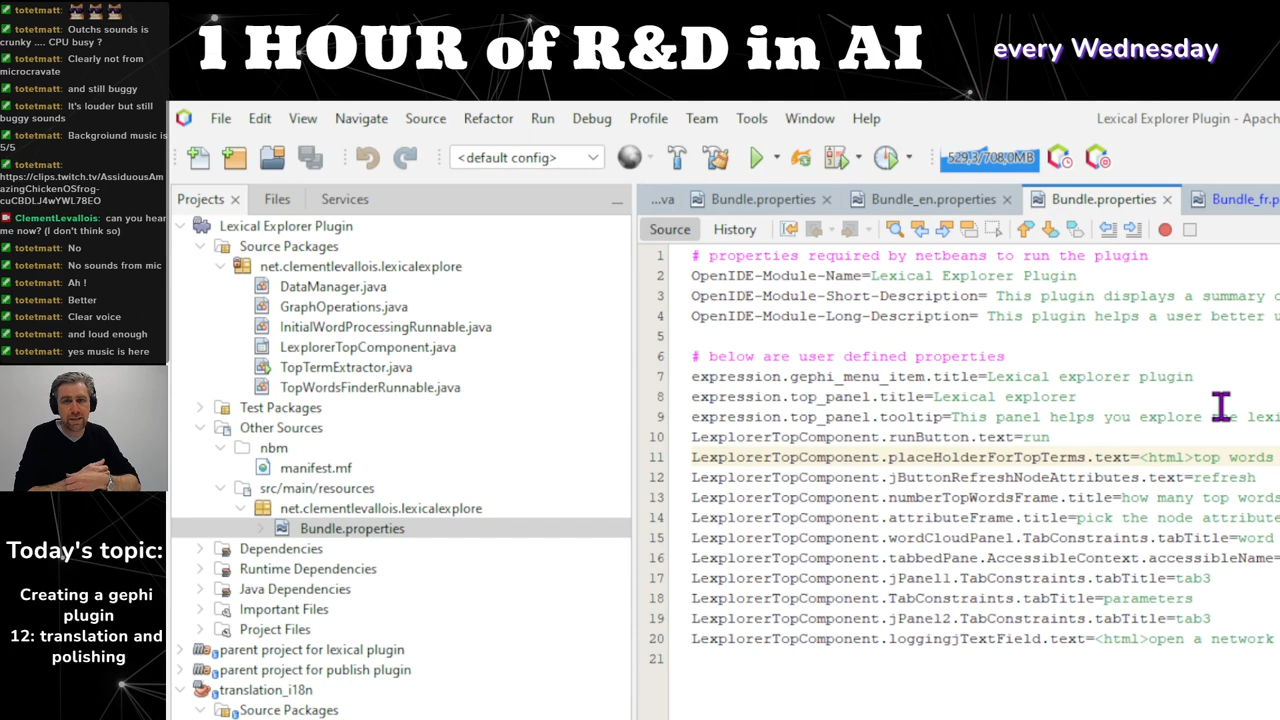 totetmatt:
totetmatt: Outchs sounds is
crunky .... CPU busy ?
totetmatt: Clearly not from
microcravate
totetmatt: and still buggy
totetmatt: It's louder but still
buggy sounds
totetmatt: Backgroiund music is
5/5
totetmatt:
https://clips.twitch.tv/AssiduousAm
azingChickenOSfrog-
cuCBDLJ4wYWL78EO
ClementLevallois: can you hear
me now? (I don't think so)
totetmatt: No
totetmatt: No sounds from mic
totetmatt: Ah !
totetmatt: Better
totetmatt: Clear voice
totetmatt: and loud enough
totetmatt: yes music is here
Today's topic:
Creating a gephi
plugin
12: translation and
polishing
1 HOUR of R&D in AI
every Wednesday
File Edit View Navigate Source Refactor Run Debug Profile Team Tools Window Help
Lexical Explorer Plugin - Apach
<default config>
529,3/708,0MB
Projects Files Services
Lexical Explorer Plugin
Source Packages
net.clementlevallois.lexicalexplore
DataManager.java
GraphOperations.java
InitialWordProcessingRunnable.java
LexplorerTopComponent.java
TopTermExtractor.java
TopWordsFinderRunnable.java
Test Packages
Other Sources
nbm
manifest.mf
src/main/resources
net.clementlevallois.lexicalexplore
Bundle.properties
Dependencies
Runtime Dependencies
Java Dependencies
Important Files
Project Files
parent project for lexical plugin
parent project for publish plugin
translation_i18n
Source Packages
...va Bundle.properties Bundle_en.properties Bundle.properties Bundle_fr.p
Source History
1 # properties required by netbeans to run the plugin
2 OpenIDE-Module-Name=Lexical Explorer Plugin
3 OpenIDE-Module-Short-Description= This plugin displays a summary o
4 OpenIDE-Module-Long-Description= This plugin helps a user better u
5
6 # below are user defined properties
7 expression.gephi_menu_item.title=Lexical explorer plugin
8 expression.top_panel.title=Lexical explorer
9 expression.top_panel.tooltip=This panel helps you explore the lexi
10 LexplorerTopComponent.runButton.text=run
11 LexplorerTopComponent.placeHolderForTopTerms.text=<html>top words
12 LexplorerTopComponent.jButtonRefreshNodeAttributes.text=refresh
13 LexplorerTopComponent.numberTopWordsFrame.title=how many top words
14 LexplorerTopComponent.attributeFrame.title=pick the node attribute
15 LexplorerTopComponent.wordCloudPanel.TabConstraints.tabTitle=word
16 LexplorerTopComponent.tabbedPane.AccessibleContext.accessibleName=
17 LexplorerTopComponent.jPanel1.TabConstraints.tabTitle=tab3
18 LexplorerTopComponent.TabConstraints.tabTitle=parameters
19 LexplorerTopComponent.jPanel2.TabConstraints.tabTitle=tab3
20 LexplorerTopComponent.loggingjTextField.text=<html>open a network
21